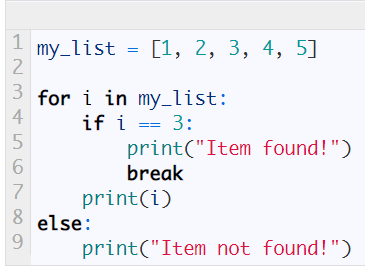 1 my_list = [1, 2, 3, 4, 5]
2
3 for i in my_list:
4     if i == 3:
5         print("Item found!")
6         break
7     print(i)
8 else:
9     print("Item not found!")